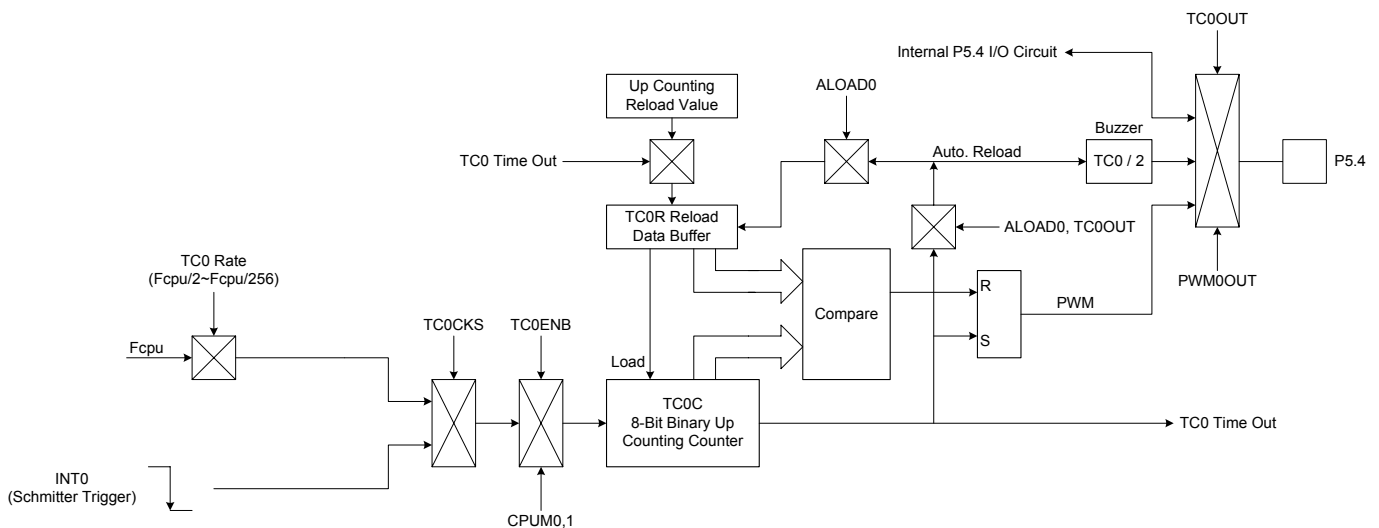 TC0OUT
Internal P5.4 I/O Circuit
Up Counting
Reload Value
ALOAD0
Buzzer
TC0 Time Out
Auto. Reload
TC0 / 2
P5.4
TC0R Reload
Data Buffer
ALOAD0, TC0OUT
TC0 Rate
(Fcpu/2~Fcpu/256)
PWM0OUT
R
PWM
Compare
TC0CKS
TC0ENB
S
Fcpu
Load
TC0C
8-Bit Binary Up
Counting Counter
TC0 Time Out
INT0
(Schmitter Trigger)
CPUM0,1